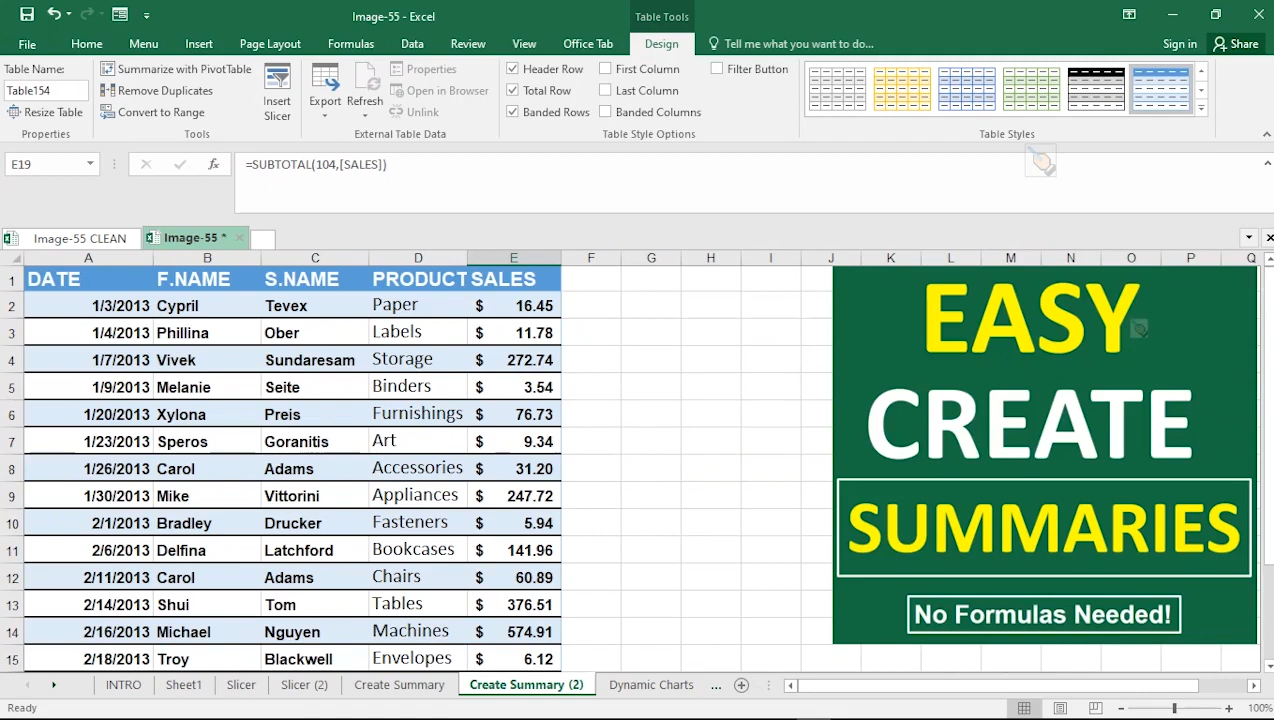 Image-55 - Excel
Table Tools
File Home Menu Insert Page Layout Formulas Data Review View Office Tab Design Tell me what you want to do... Sign in Share
Table Name:
Table154
Resize Table
Properties
Summarize with PivotTable
Remove Duplicates
Convert to Range
Tools
Insert
Slicer
Export
Refresh
Properties
Open in Browser
Unlink
External Table Data
Header Row
Total Row
Banded Rows
First Column
Last Column
Banded Columns
Filter Button
Table Style Options
Table Styles
E19 fx =SUBTOTAL(104,[SALES])
Image-55 CLEAN Image-55 *
A B C D E F G H I J K L M N O P Q
1 DATE F.NAME S.NAME PRODUCT SALES
2 1/3/2013 Cypril Tevex Paper $ 16.45
3 1/4/2013 Phillina Ober Labels $ 11.78
4 1/7/2013 Vivek Sundaresam Storage $ 272.74
5 1/9/2013 Melanie Seite Binders $ 3.54
6 1/20/2013 Xylona Preis Furnishings $ 76.73
7 1/23/2013 Speros Goranitis Art $ 9.34
8 1/26/2013 Carol Adams Accessories $ 31.20
9 1/30/2013 Mike Vittorini Appliances $ 247.72
10 2/1/2013 Bradley Drucker Fasteners $ 5.94
11 2/6/2013 Delfina Latchford Bookcases $ 141.96
12 2/11/2013 Carol Adams Chairs $ 60.89
13 2/14/2013 Shui Tom Tables $ 376.51
14 2/16/2013 Michael Nguyen Machines $ 574.91
15 2/18/2013 Troy Blackwell Envelopes $ 6.12
EASY
CREATE
SUMMARIES
No Formulas Needed!
INTRO Sheet1 Slicer Slicer (2) Create Summary Create Summary (2) Dynamic Charts ...
Ready
100%